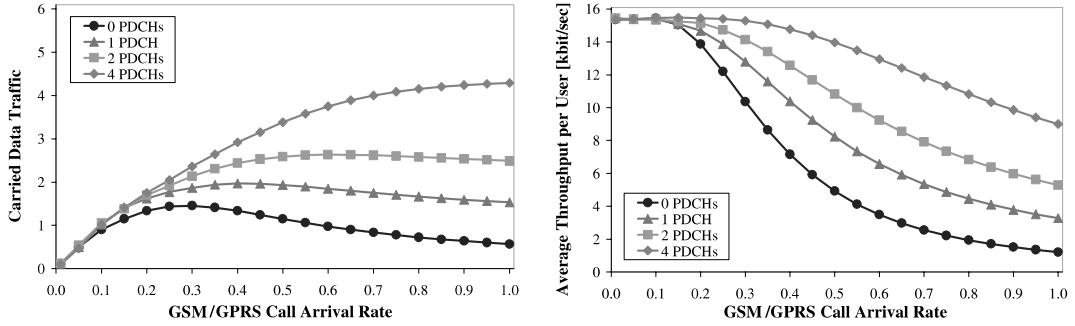 Carried Data Traffic
6
5
4
3
2
1
0
0 PDCHs
1 PDCH
2 PDCHs
4 PDCHs
0.0 0.1 0.2 0.3 0.4 0.5 0.6 0.7 0.8 0.9 1.0
GSM/GPRS Call Arrival Rate
Average Throughput per User [kbit/sec]
16
14
12
10
8
6
4
2
0
0 PDCHs
1 PDCH
2 PDCHs
4 PDCHs
0.0 0.1 0.2 0.3 0.4 0.5 0.6 0.7 0.8 0.9 1.0
GSM/GPRS Call Arrival Rate